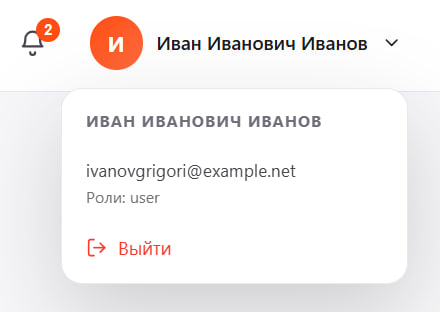 2
И
Иван Иванович Иванов
ИВАН ИВАНОВИЧ ИВАНОВ
ivanovgrigori@example.net
Роли: user
Выйти